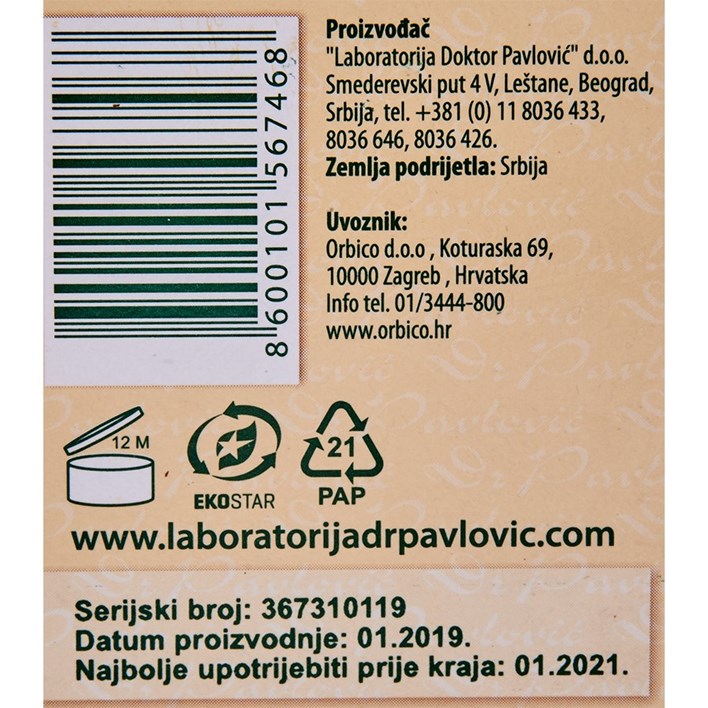 8600101567468
Proizvođač
"Laboratorija Doktor Pavlović" d.o.o.
Smederevski put 4 V, Leštane, Beograd,
Srbija, tel. +381 (0) 11 8036 433,
8036 646, 8036 426.
Zemlja podrijetla: Srbija
Uvoznik:
Orbico d.o.o , Koturaska 69,
10000 Zagreb , Hrvatska
Info tel. 01/3444-800
www.orbico.hr
12 M
EKOSTAR
21
PAP
www.laboratorijadrpavlovic.com
Serijski broj: 367310119
Datum proizvodnje: 01.2019.
Najbolje upotrijebiti prije kraja: 01.2021.